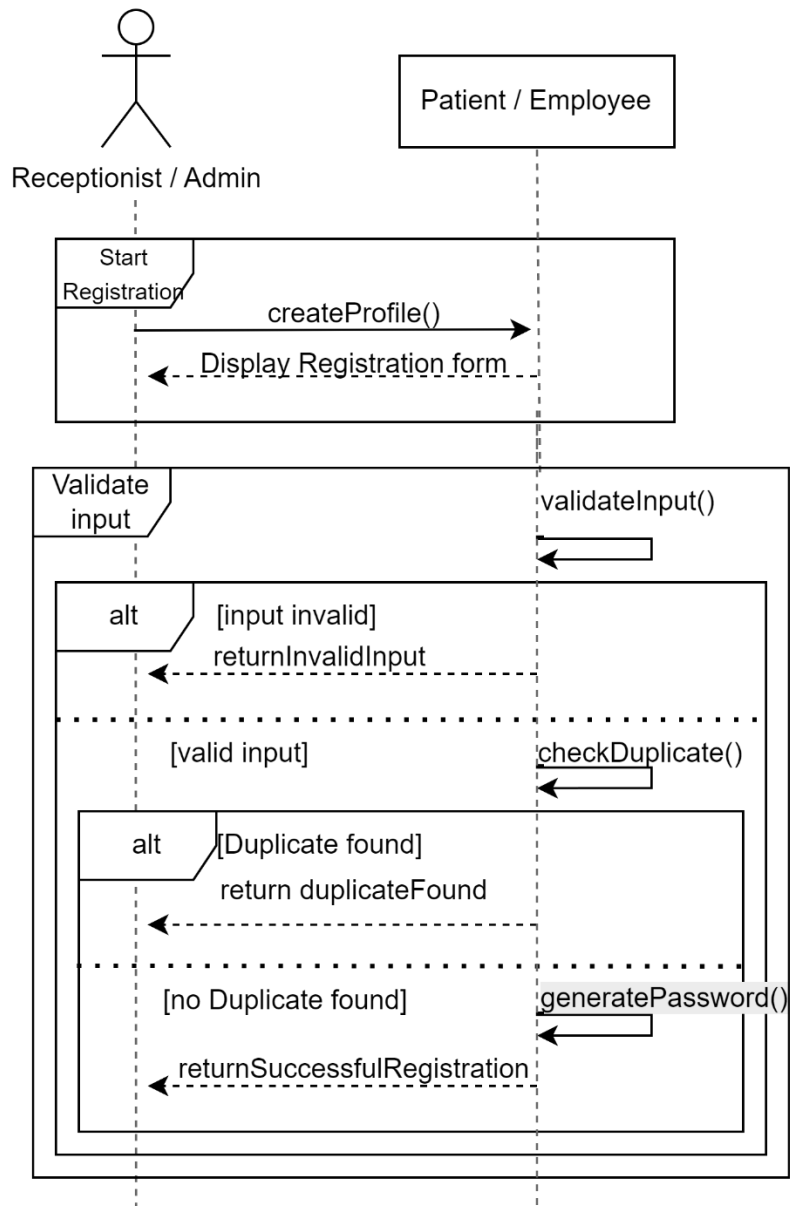 Patient / Employee
Receptionist / Admin
Start
Registration
createProfile()
Display Registration form
Validate
input
validateInput()
alt
[input invalid]
returnInvalidInput
[valid input]
checkDuplicate()
alt
[Duplicate found]
return duplicateFound
[no Duplicate found]
generatePassword()
returnSuccessfulRegistration